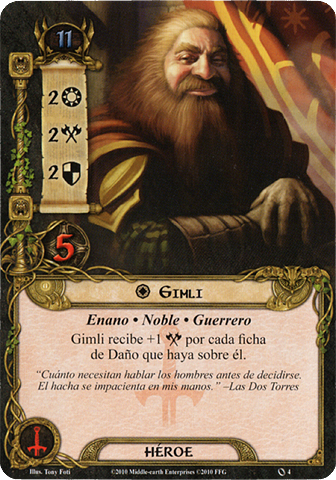 11
2
2
2
5
GIMLI
Enano • Noble • Guerrero
Gimli recibe +1 por cada ficha
de Daño que haya sobre él.
“Cuánto necesitan hablar los hombres antes de decidirse.
El hacha se impacienta en mis manos.” –Las Dos Torres
HÉROE
Illus. Tony Foti
©2010 Middle-earth Enterprises ©2010 FFG
4